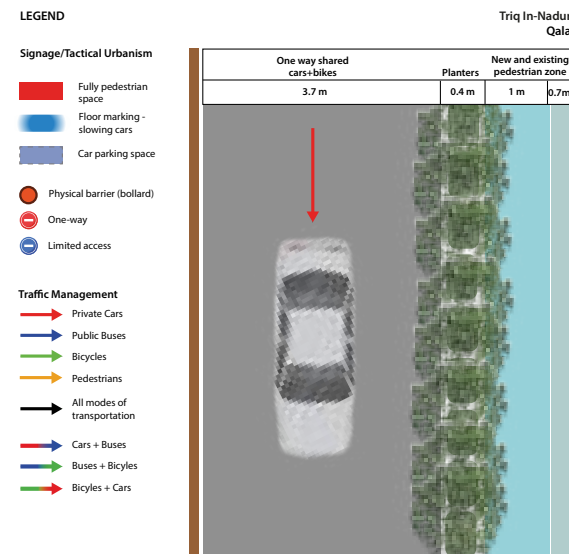 LEGEND
Triq In-Nadur
Qala
Signage/Tactical Urbanism
Fully pedestrian
space
Floor marking -
slowing cars
Car parking space
Physical barrier (bollard)
One-way
Limited access
Traffic Management
Private Cars
Public Buses
Bicycles
Pedestrians
All modes of
transportation
Cars + Buses
Buses + Bicyles
Bicyles + Cars
One way shared
cars+bikes
Planters
New and existing
pedestrian zone
3.7 m
0.4 m
1 m
0.7m